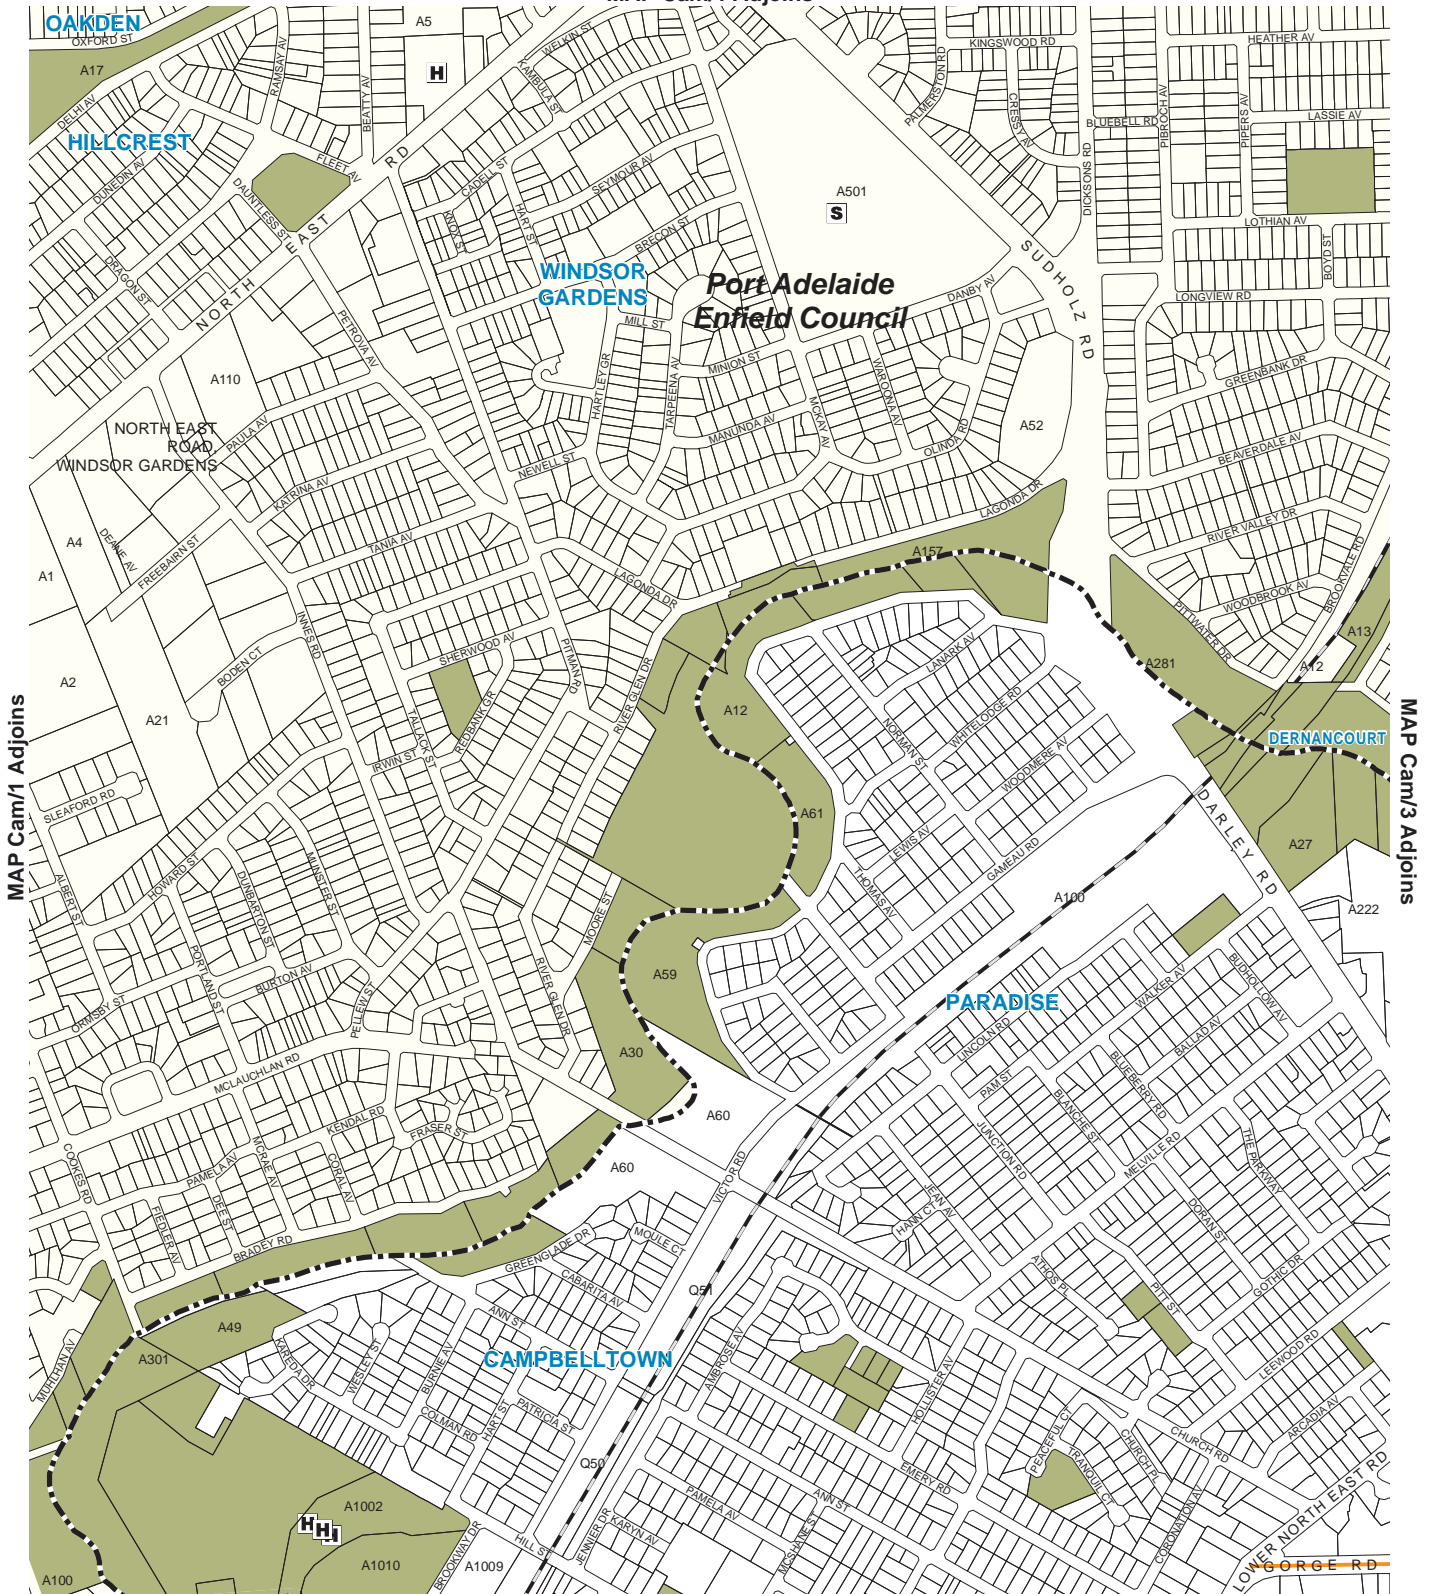 OAKDEN
OXFORD ST
A17
DELHI AV
HILLCREST
DUNEDIN AV
RAMSAY AV
BEATTY AV
A5
H
WELKIN ST
KAMBULA ST
FLEET AV
DAUNTLESS ST
DRAGON ST
NORTH EAST RD
CADELL ST
KNOX ST
HART ST
SEYMOUR AV
BRECON ST
WINDSOR
GARDENS
Port Adelaide
Enfield Council
A501
S
PALMERSTON RD
KINGSWOOD RD
CRESSY AV
BLUEBELL RD
DICKSONS RD
PIBROCH AV
PIPERS AV
HEATHER AV
LASSIE AV
LOTHIAN AV
BOYD ST
LONGVIEW RD
SUDHOLZ RD
DANBY AV
MILL ST
PETROVA AV
HARTLEY GR
TARPEENA AV
MINION ST
MCKAY AV
WAROONA AV
MANUNDA AV
OLINDA RD
A52
GREENBANK DR
BEAVERDALE AV
RIVER VALLEY DR
WOODBROOK AV
BROOKVALE RD
PITTWATER DR
A110
NORTH EAST
ROAD,
WINDSOR GARDENS
PAULA AV
KATRINA AV
NEWELL ST
TANIA AV
LAGONDA DR
LAGONDA DR
A157
A4
DEANE AV
FREEBAIRN ST
A1
A2
A21
BODEN CT
INNES RD
SHERWOOD AV
PITMAN RD
RIVER GLEN DR
REDBANK GR
TALLACK ST
IRWIN ST
A12
A61
LANARK AV
NORMAN ST
WHITELODGE RD
WOODMERE AV
LEWIS AV
THOMAS AV
GAMEAU RD
A281
A13
A12
DERNANCOURT
DARLEY RD
A27
A222
A100
MAP Cam/1 Adjoins
MAP Cam/3 Adjoins
SLEAFORD RD
ALBERT ST
HOWARD ST
DUNBARTON ST
MUNSTER ST
PORTLAND ST
BURTON AV
ORMSBY ST
PELLEW ST
MOORE ST
RIVER GLEN DR
A59
A30
PARADISE
LINCOLN RD
WALKER AV
BUDHOLLOW AV
BALLAD AV
BLUEBERRY RD
PAM ST
BLANCHE ST
JUNCTION RD
MELVILLE RD
THE PARKWAY
DORAN ST
GOTHIC DR
MCLAUCHLAN RD
KENDAL RD
FRASER ST
COOKES RD
PAMELA AV
MCRAE AV
CORAL AV
DEE ST
FIEDLER AV
BRADEY RD
A60
A60
VICTOR RD
MOULE CT
GREENGLADE DR
CABARITA AV
ANN ST
JEAN AV
HANN CT
ATHOS PL
PITT ST
LEEWOOD RD
Q51
CAMPBELLTOWN
A49
A301
MUHLHAN AV
KAREDA DR
WESLEY ST
BURNIE AV
COLMAN RD
HART ST
PATRICIA ST
AMBROSE AV
HOLLISTER AV
PEACEFUL CT
TRANQUIL CT
CHURCH PL
CHURCH RD
ARCADIA AV
Q50
EMERY RD
ANN ST
PAMELA AV
MCSHANE ST
KARYN AV
JENNIER DR
HILL ST
BROOKWAY DR
A1009
A1002
H
H
H
A1010
A100
CORONATION AV
OWER NORTH EAST RD
GORGE RD